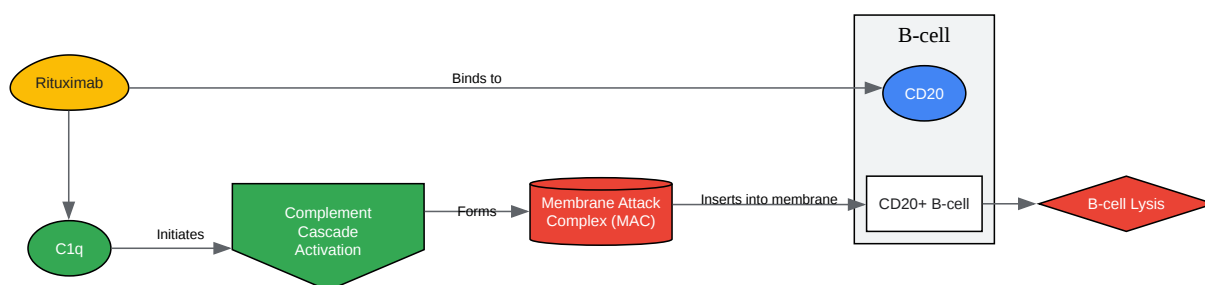 B-cell
Rituximab
Binds to
CD20
Membrane Attack
Complex (MAC)
Inserts into membrane
CD20+ B-cell
B-cell Lysis
Complement
Cascade
Activation
Forms
C1q
Initiates